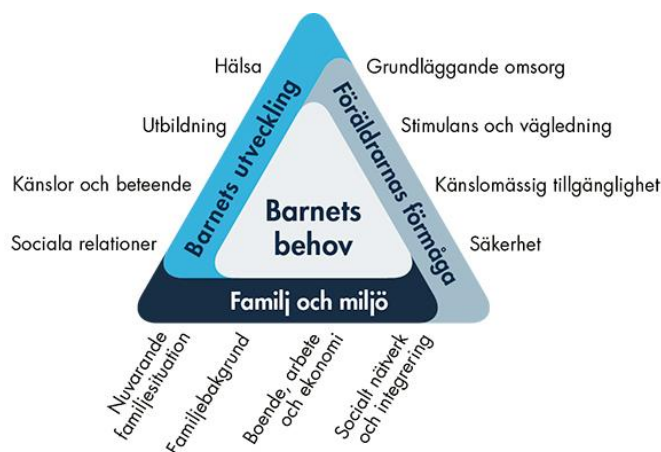 Hälsa
Utbildning
Känslor och beteende
Sociala relationer
Barnets utveckling
Grundläggande omsorg
Stimulans och vägledning
Känslomässig tillgänglighet
Säkerhet
Föräldrarnas förmåga
Barnets
behov
Familj och miljö
Nuvarande
familjesituation
Familjebakgrund
Boende, arbete
och ekonomi
Socialt nätverk
och integrering